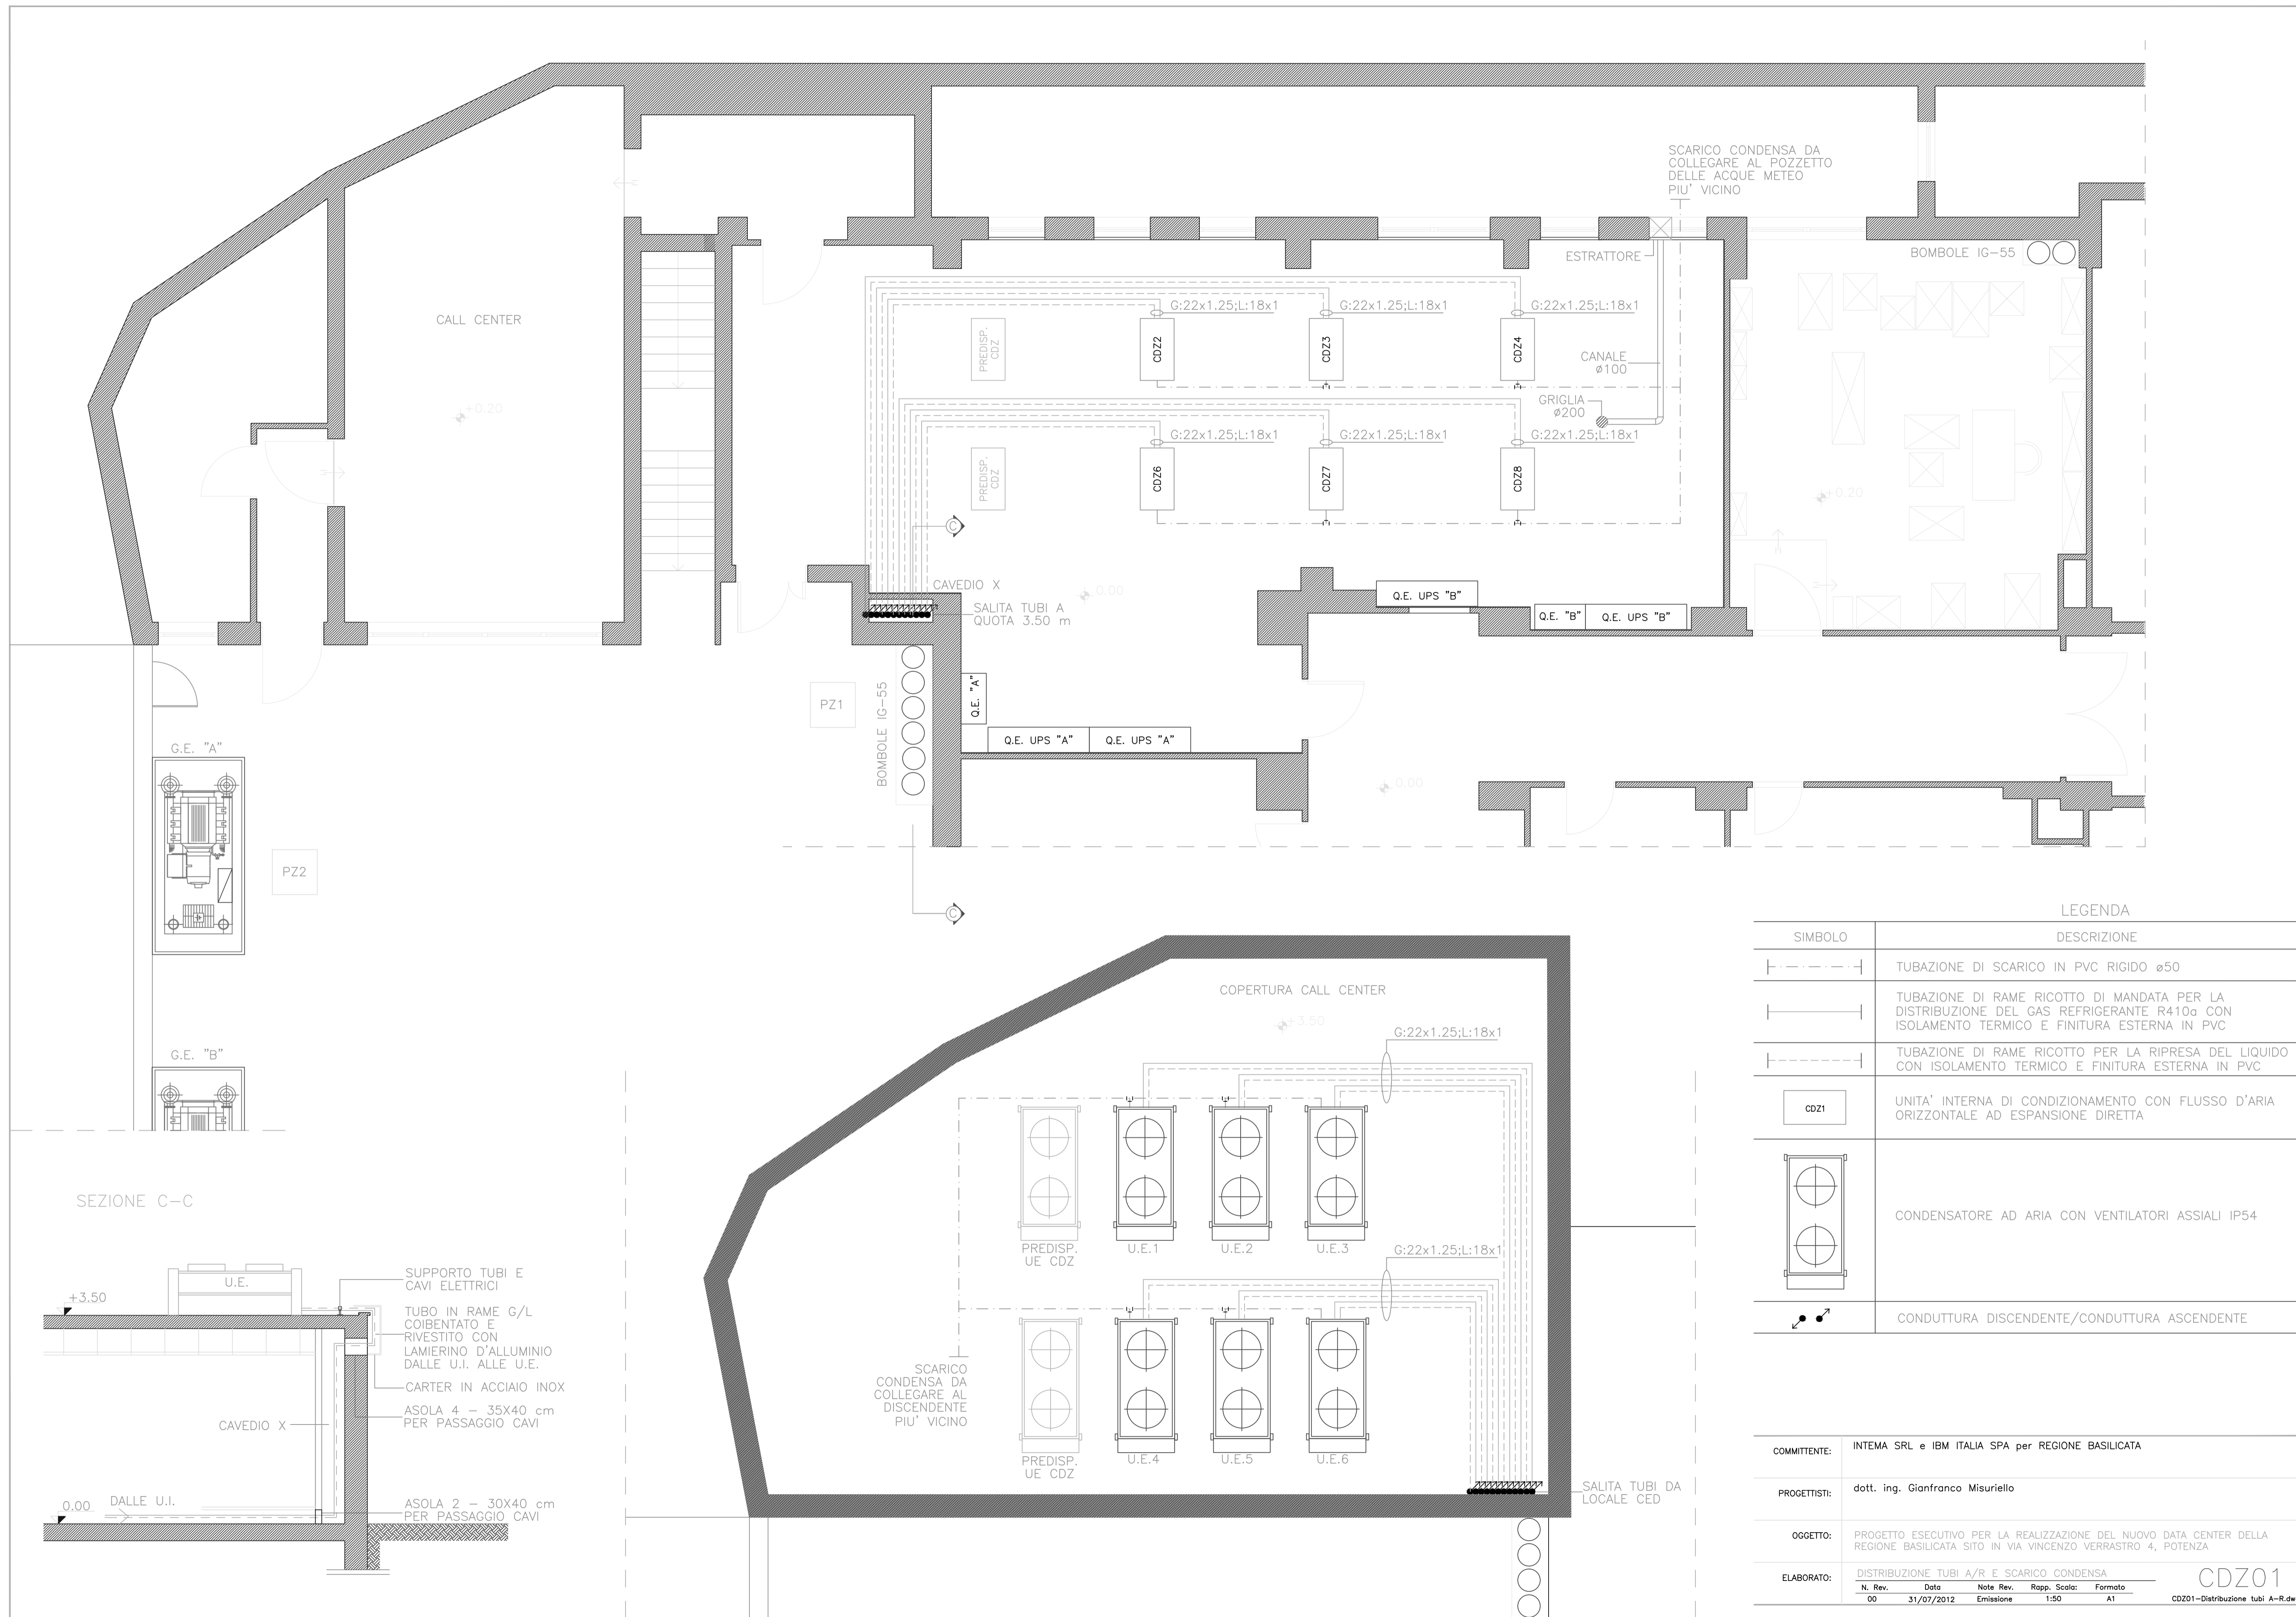 SCARICO CONDENSA DA
COLLEGARE AL POZZETTO
DELLE ACQUE METEO
PIU' VICINO
ESTRATTORE
BOMBOLE IG-55
CALL CENTER
+0.20
G:22x1.25;L:18x1
G:22x1.25;L:18x1
G:22x1.25;L:18x1
PREDISP.
CDZ
CDZ2
CDZ3
CDZ4
CANALE
ø100
GRIGLIA
ø200
G:22x1.25;L:18x1
G:22x1.25;L:18x1
G:22x1.25;L:18x1
PREDISP.
CDZ
CDZ6
CDZ7
CDZ8
+0.20
C
CAVEDIO X
0.00
SALITA TUBI A
QUOTA 3.50 m
Q.E. UPS "B"
Q.E. "B"
Q.E. UPS "B"
PZ1
BOMBOLE IG-55
Q.E. "A"
Q.E. UPS "A"
Q.E. UPS "A"
0.00
G.E. "A"
PZ2
C
G.E. "B"
SEZIONE C-C
U.E.
+3.50
SUPPORTO TUBI E
CAVI ELETTRICI
TUBO IN RAME G/L
COIBENTATO E
RIVESTITO CON
LAMIERINO D'ALLUMINIO
DALLE U.I. ALLE U.E.
CARTER IN ACCIAIO INOX
ASOLA 4 - 35X40 cm
PER PASSAGGIO CAVI
CAVEDIO X
0.00
DALLE U.I.
ASOLA 2 - 30X40 cm
PER PASSAGGIO CAVI
COPERTURA CALL CENTER
+3.50
G:22x1.25;L:18x1
PREDISP.
UE CDZ
U.E.1
U.E.2
U.E.3
G:22x1.25;L:18x1
SCARICO
CONDENSA DA
COLLEGARE AL
DISCENDENTE
PIU' VICINO
PREDISP.
UE CDZ
U.E.4
U.E.5
U.E.6
SALITA TUBI DA
LOCALE CED
LEGENDA
SIMBOLO DESCRIZIONE
TUBAZIONE DI SCARICO IN PVC RIGIDO ø50
TUBAZIONE DI RAME RICOTTO DI MANDATA PER LA
DISTRIBUZIONE DEL GAS REFRIGERANTE R410a CON
ISOLAMENTO TERMICO E FINITURA ESTERNA IN PVC
TUBAZIONE DI RAME RICOTTO PER LA RIPRESA DEL LIQUIDO
CON ISOLAMENTO TERMICO E FINITURA ESTERNA IN PVC
CDZ1
UNITA' INTERNA DI CONDIZIONAMENTO CON FLUSSO D'ARIA
ORIZZONTALE AD ESPANSIONE DIRETTA
CONDENSATORE AD ARIA CON VENTILATORI ASSIALI IP54
CONDUTTURA DISCENDENTE/CONDUTTURA ASCENDENTE
COMMITTENTE: INTEMA SRL e IBM ITALIA SPA per REGIONE BASILICATA
PROGETTISTI: dott. ing. Gianfranco Misuriello
OGGETTO: PROGETTO ESECUTIVO PER LA REALIZZAZIONE DEL NUOVO DATA CENTER DELLA
REGIONE BASILICATA SITO IN VIA VINCENZO VERRASTRO 4, POTENZA
ELABORATO: DISTRIBUZIONE TUBI A/R E SCARICO CONDENSA
CDZ01
N. Rev. Data Note Rev. Rapp. Scala: Formato
00 31/07/2012 Emissione 1:50 A1
CDZ01-Distribuzione tubi A-R.dw